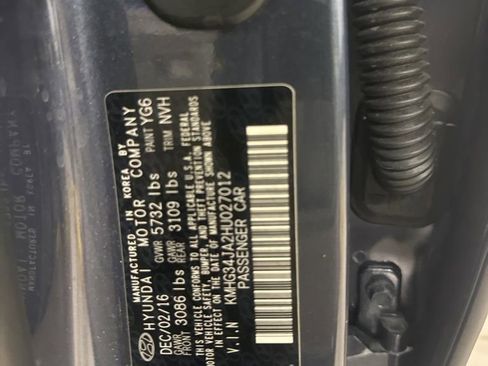 MANUFACTURED IN KOREA BY
HYUNDAI MOTOR COMPANY
DEC/02/16 GVWR 5732 lbs PAINT YG6
GAWR FRONT 3086 lbs GAWR REAR 3109 lbs TRIM NVH
THIS VEHICLE CONFORMS TO ALL APPLICABLE U.S.A. FEDERAL
MOTOR VEHICLE SAFETY, BUMPER, AND THEFT PREVENTION STANDARDS
IN EFFECT ON THE DATE OF MANUFACTURE SHOWN ABOVE.
V.I.N KMHG34JA2HU027012
PASSENGER CAR